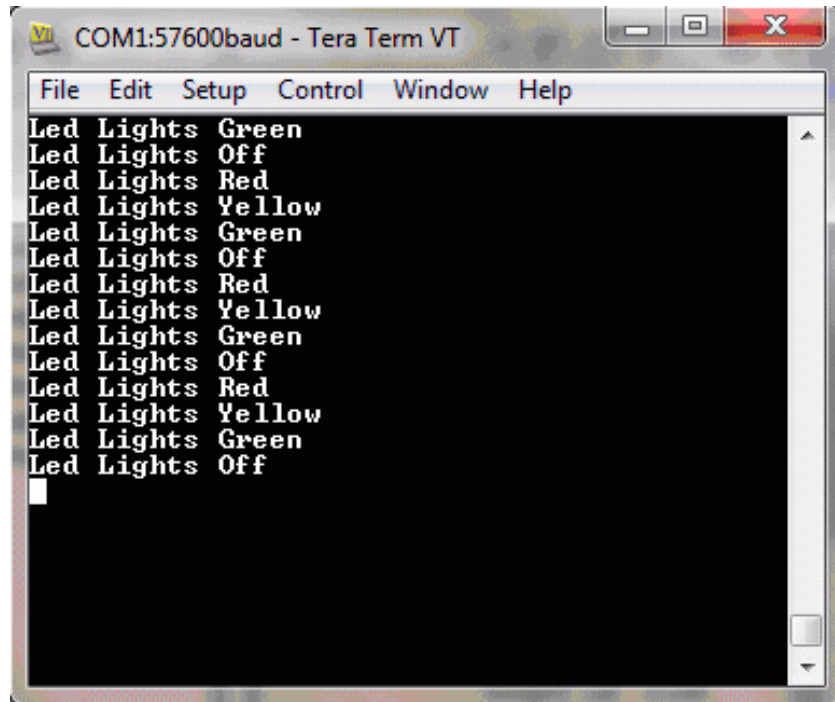 COM1:57600baud - Tera Term VT
File Edit Setup Control Window Help
Led Lights Green
Led Lights Off
Led Lights Red
Led Lights Yellow
Led Lights Green
Led Lights Off
Led Lights Red
Led Lights Yellow
Led Lights Green
Led Lights Off
Led Lights Red
Led Lights Yellow
Led Lights Green
Led Lights Off